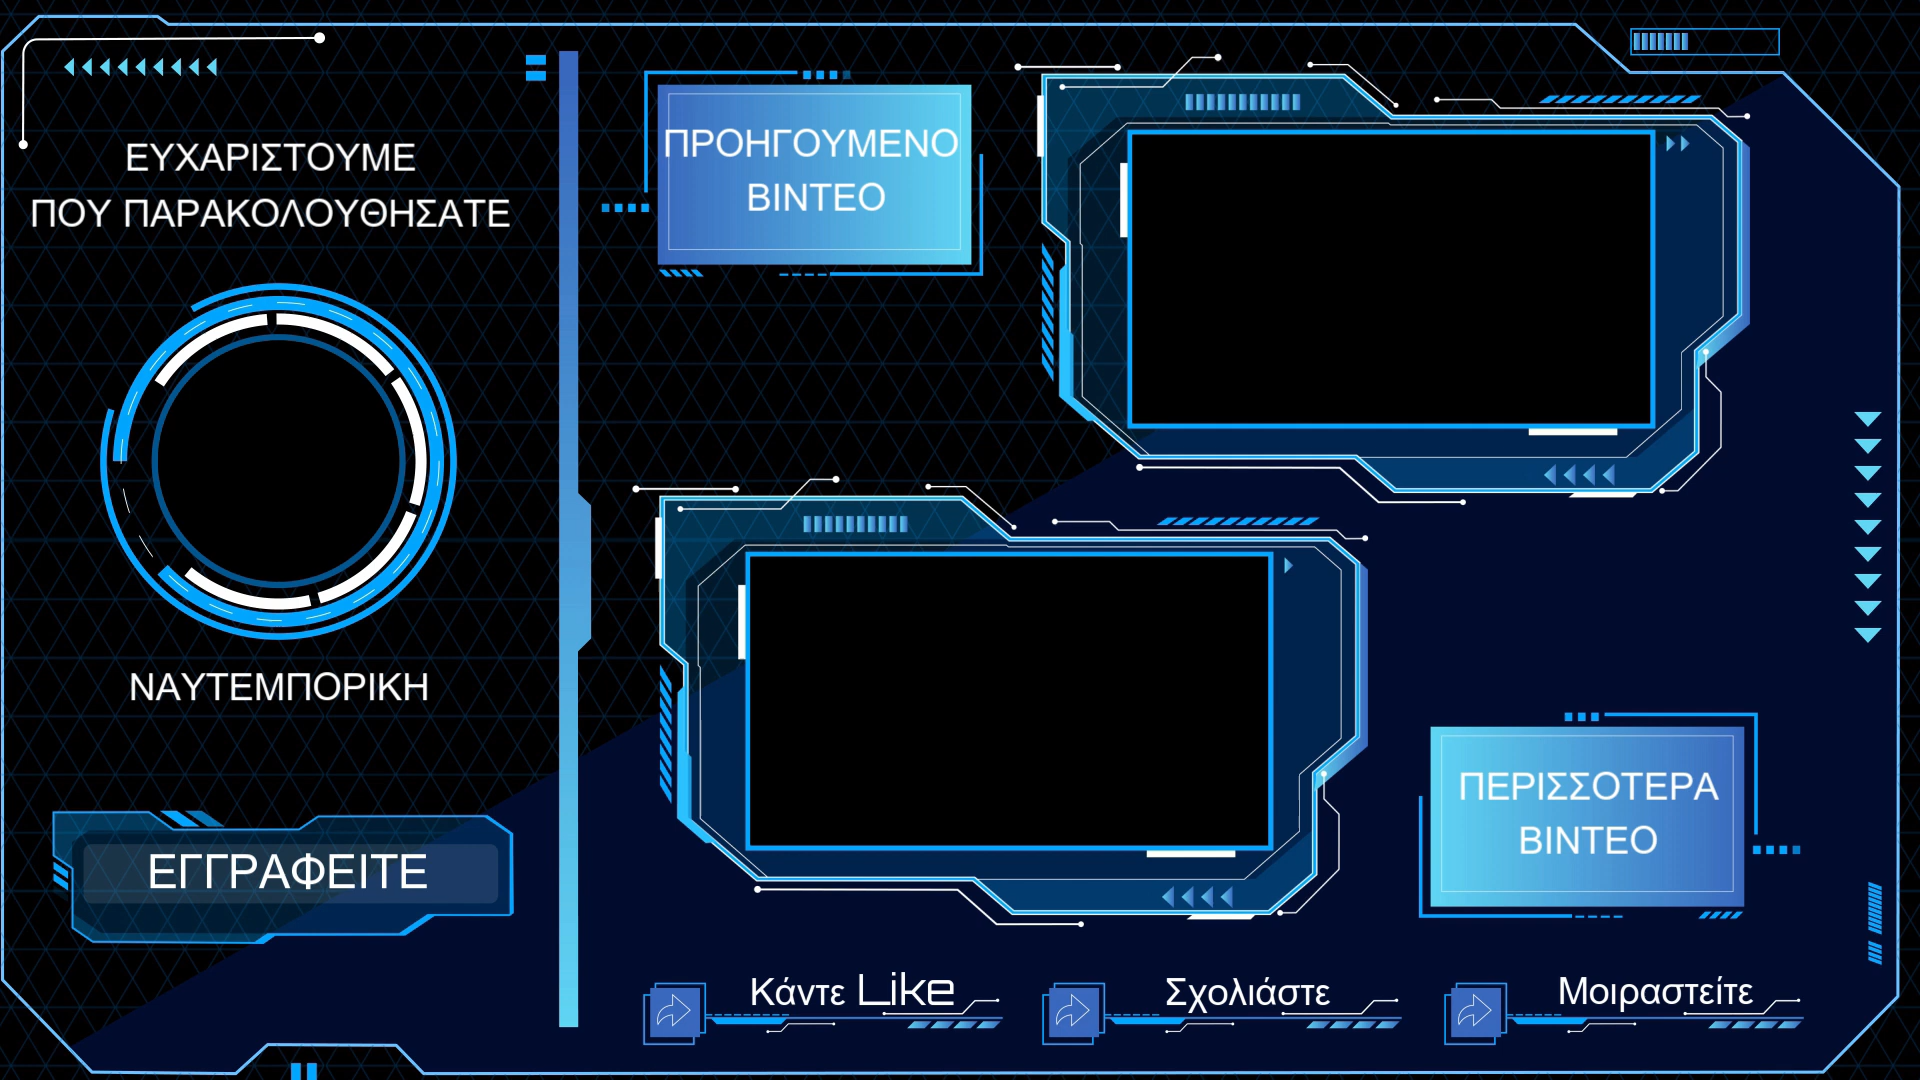 ΕΥΧΑΡΙΣΤΟΥΜΕ
ΠΟΥ ΠΑΡΑΚΟΛΟΥΘΗΣΑΤΕ
ΝΑΥΤΕΜΠΟΡΙΚΗ
ΕΓΓΡΑΦΕΙΤΕ
ΠΡΟΗΓΟΥΜΕΝΟ
ΒΙΝΤΕΟ
ΠΕΡΙΣΣΟΤΕΡΑ
ΒΙΝΤΕΟ
Κάντε Like
Σχολιάστε
Μοιραστείτε